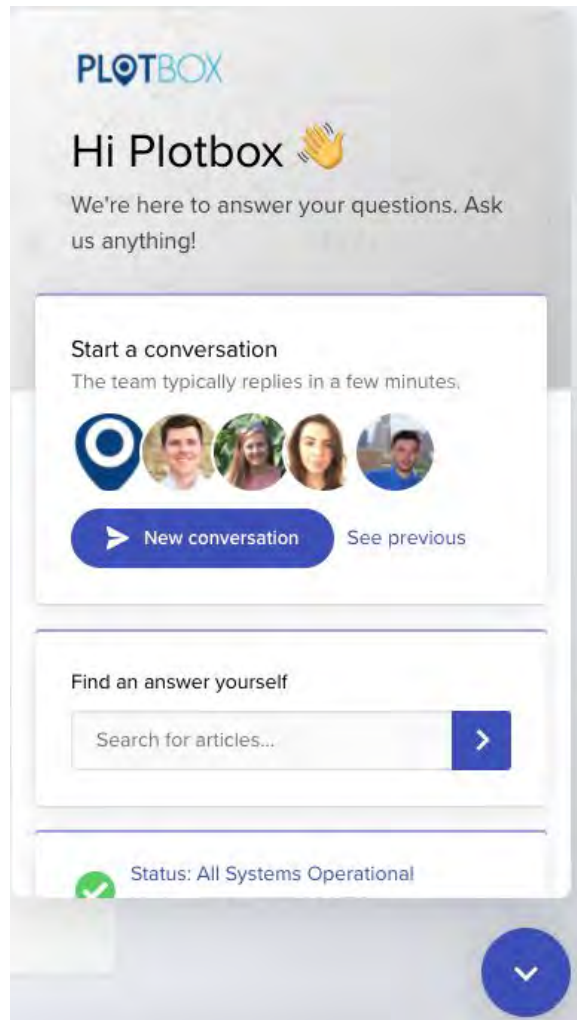 PLOTBOX
Hi Plotbox 👋
We're here to answer your questions. Ask
us anything!
Start a conversation
The team typically replies in a few minutes.
New conversation
See previous
Find an answer yourself
Search for articles...
Status: All Systems Operational